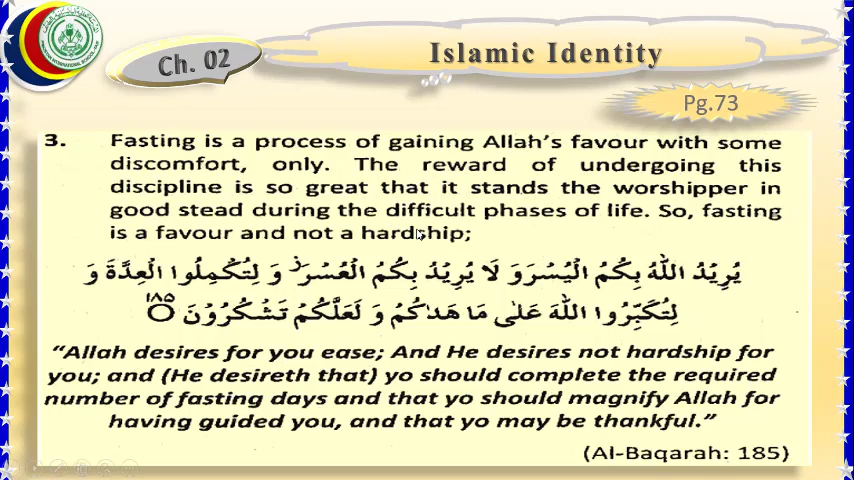 Ch. 02
Islamic Identity
Pg.73
3. Fasting is a process of gaining Allah's favour with some
discomfort, only. The reward of undergoing this
discipline is so great that it stands the worshipper in
good stead during the difficult phases of life. So, fasting
is a favour and not a hardship;
يُرِيْدُ اللّٰهُ بِكُمُ الْيُسْرَ وَ لَا يُرِيْدُ بِكُمُ الْعُسْرَ ز وَ لِتُكْمِلُوا الْعِدَّةَ وَ
لِتُكَبِّرُوا اللّٰهَ عَلٰى مَا هَدٰىكُمْ وَ لَعَلَّكُمْ تَشْكُرُوْنَ ۱۸۵
"Allah desires for you ease; And He desires not hardship for
you; and (He desireth that) yo should complete the required
number of fasting days and that yo should magnify Allah for
having guided you, and that yo may be thankful."
(Al-Baqarah: 185)